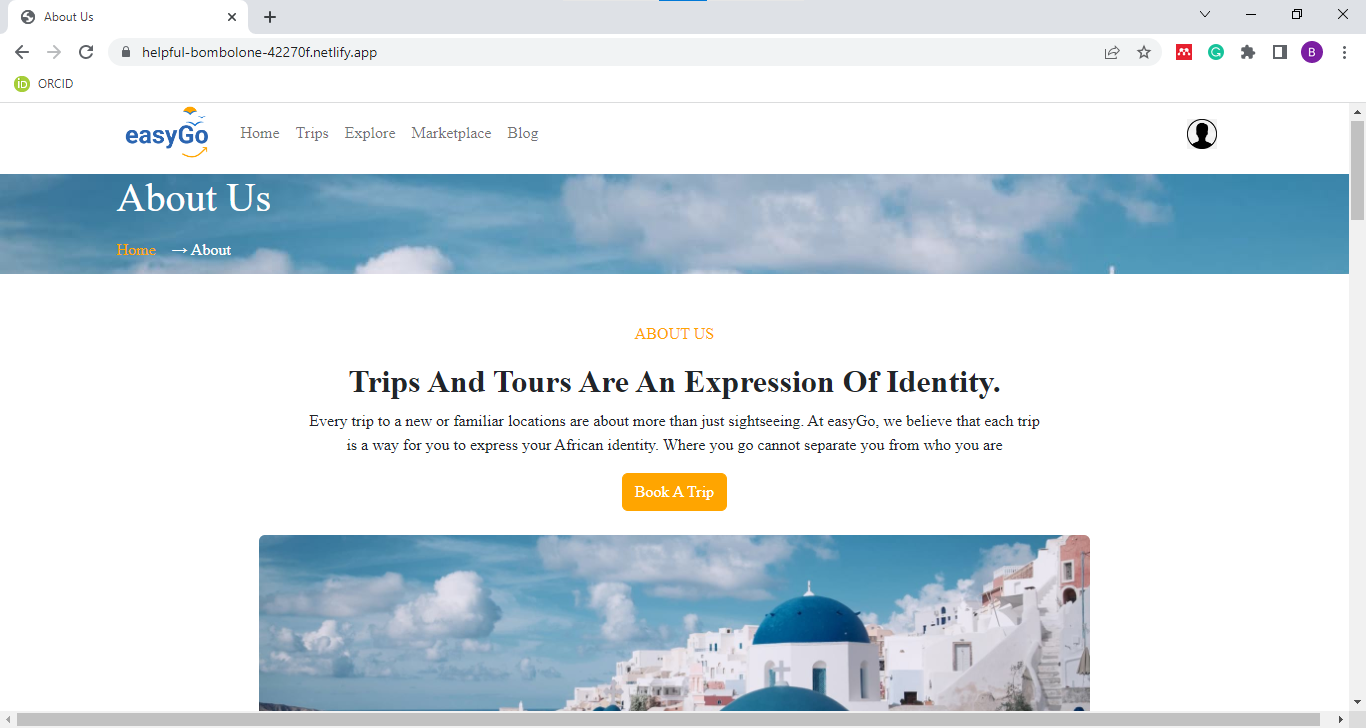 About Us
helpful-bombolone-42270f.netlify.app
B
iD ORCID
easyGo Home Trips Explore Marketplace Blog
About Us
Home → About
ABOUT US
Trips And Tours Are An Expression Of Identity.
Every trip to a new or familiar locations are about more than just sightseeing. At easyGo, we believe that each trip
is a way for you to express your African identity. Where you go cannot separate you from who you are
Book A Trip